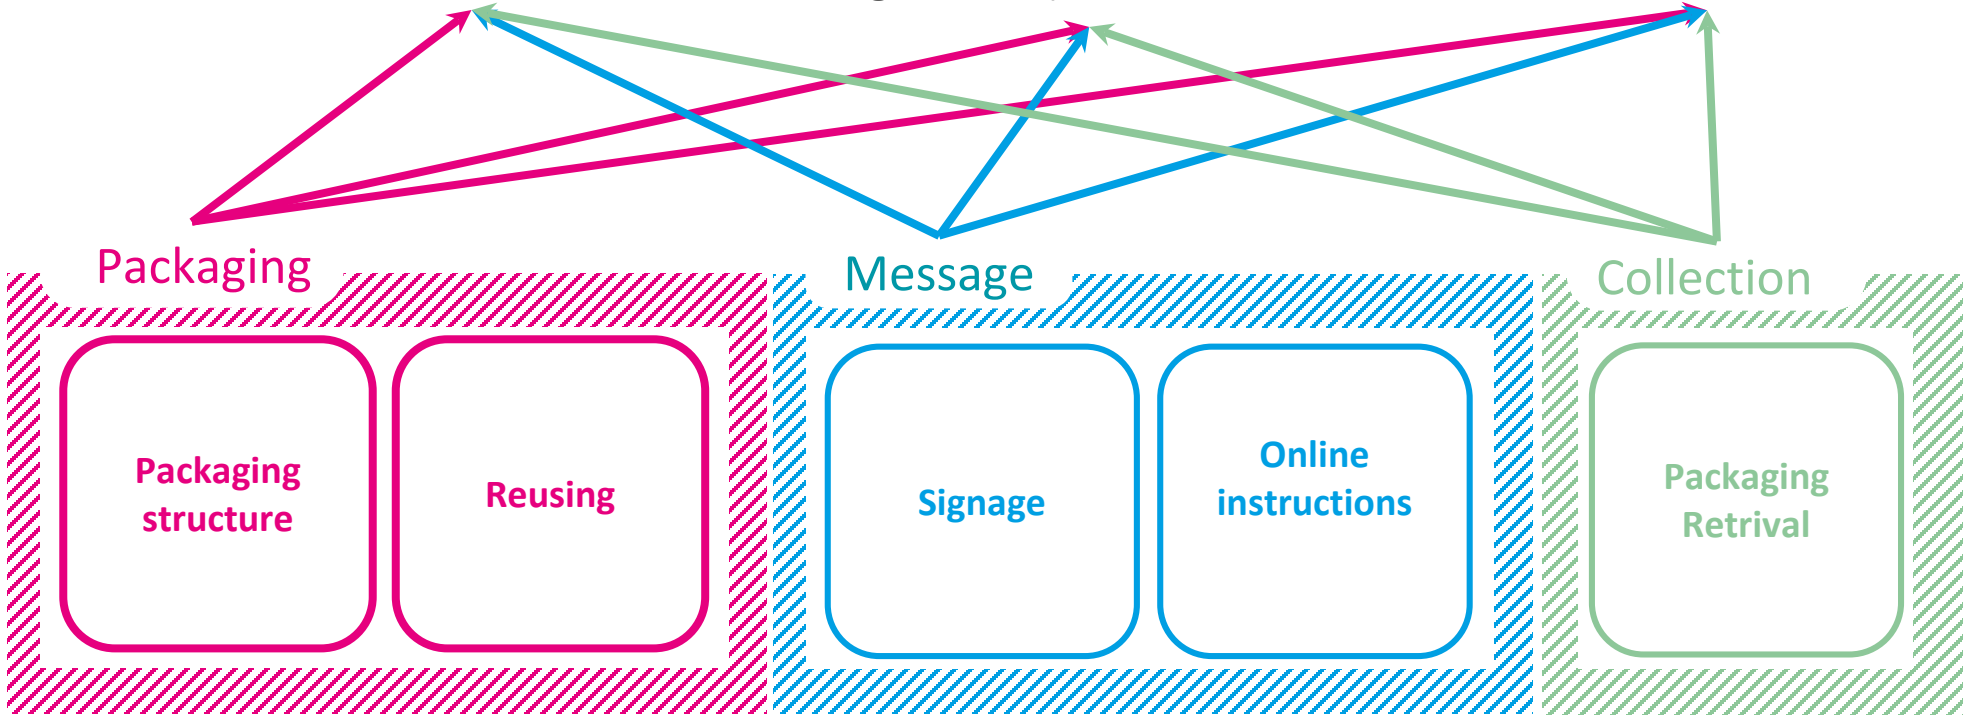 Packaging
Message
Collection
Packaging
structure
Reusing
Signage
Online
instructions
Packaging
Retrival